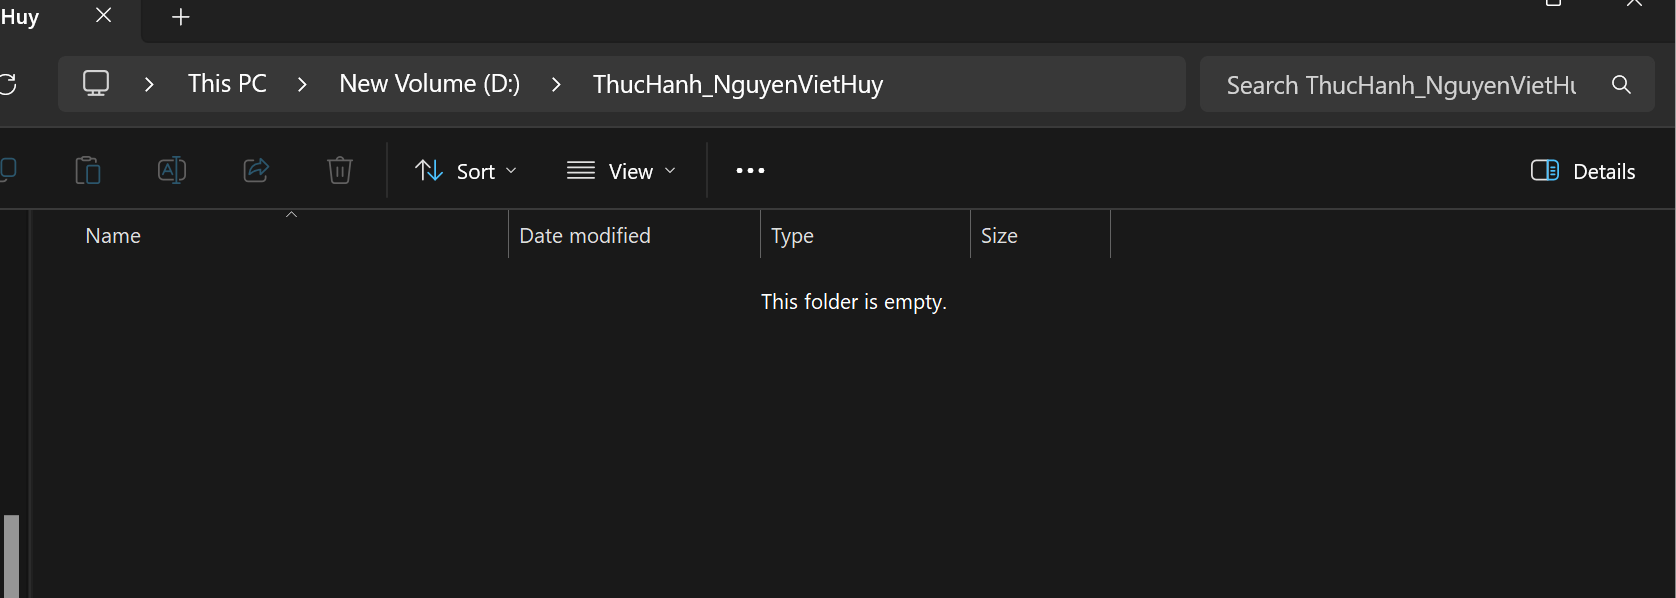 Huy
This PC > New Volume (D:) > ThucHanh_NguyenVietHuy
Search ThucHanh_NguyenVietHu
Sort View ••• Details
Name Date modified Type Size
This folder is empty.